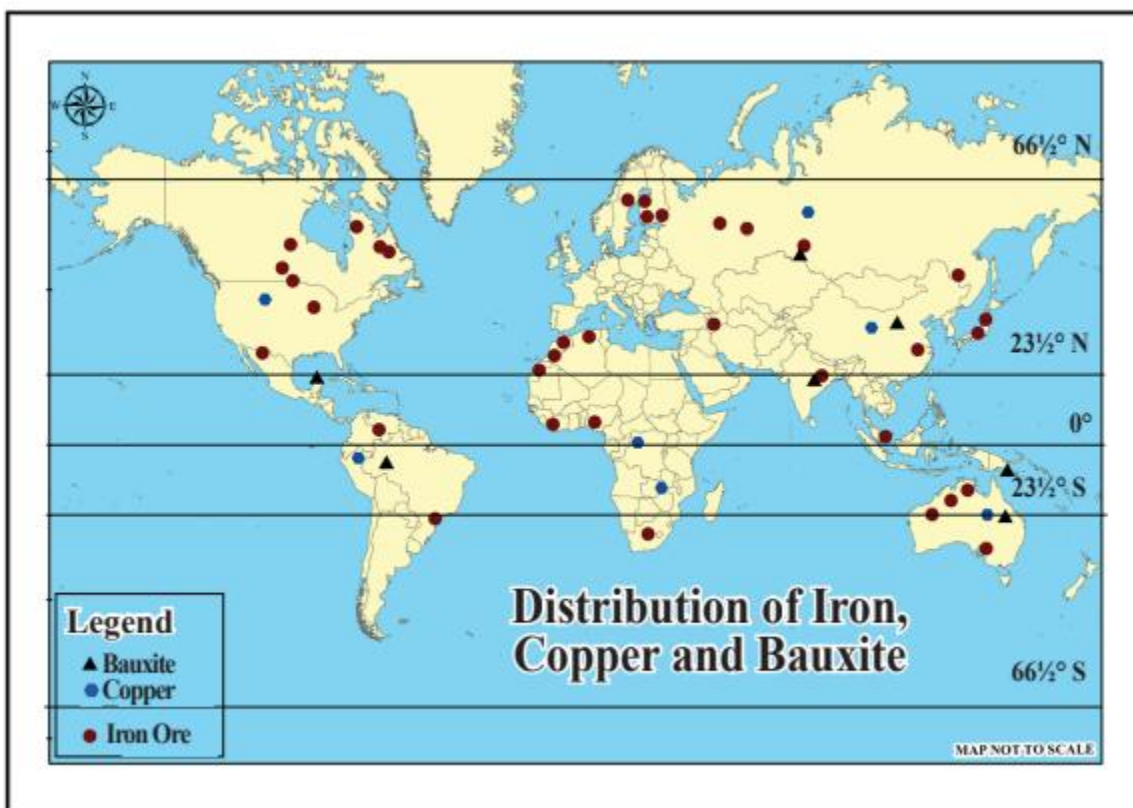 N
W E
S
66½° N
23½° N
0°
23½° S
66½° S
Distribution of Iron,
Copper and Bauxite
Legend
Bauxite
Copper
Iron Ore
MAP NOT TO SCALE